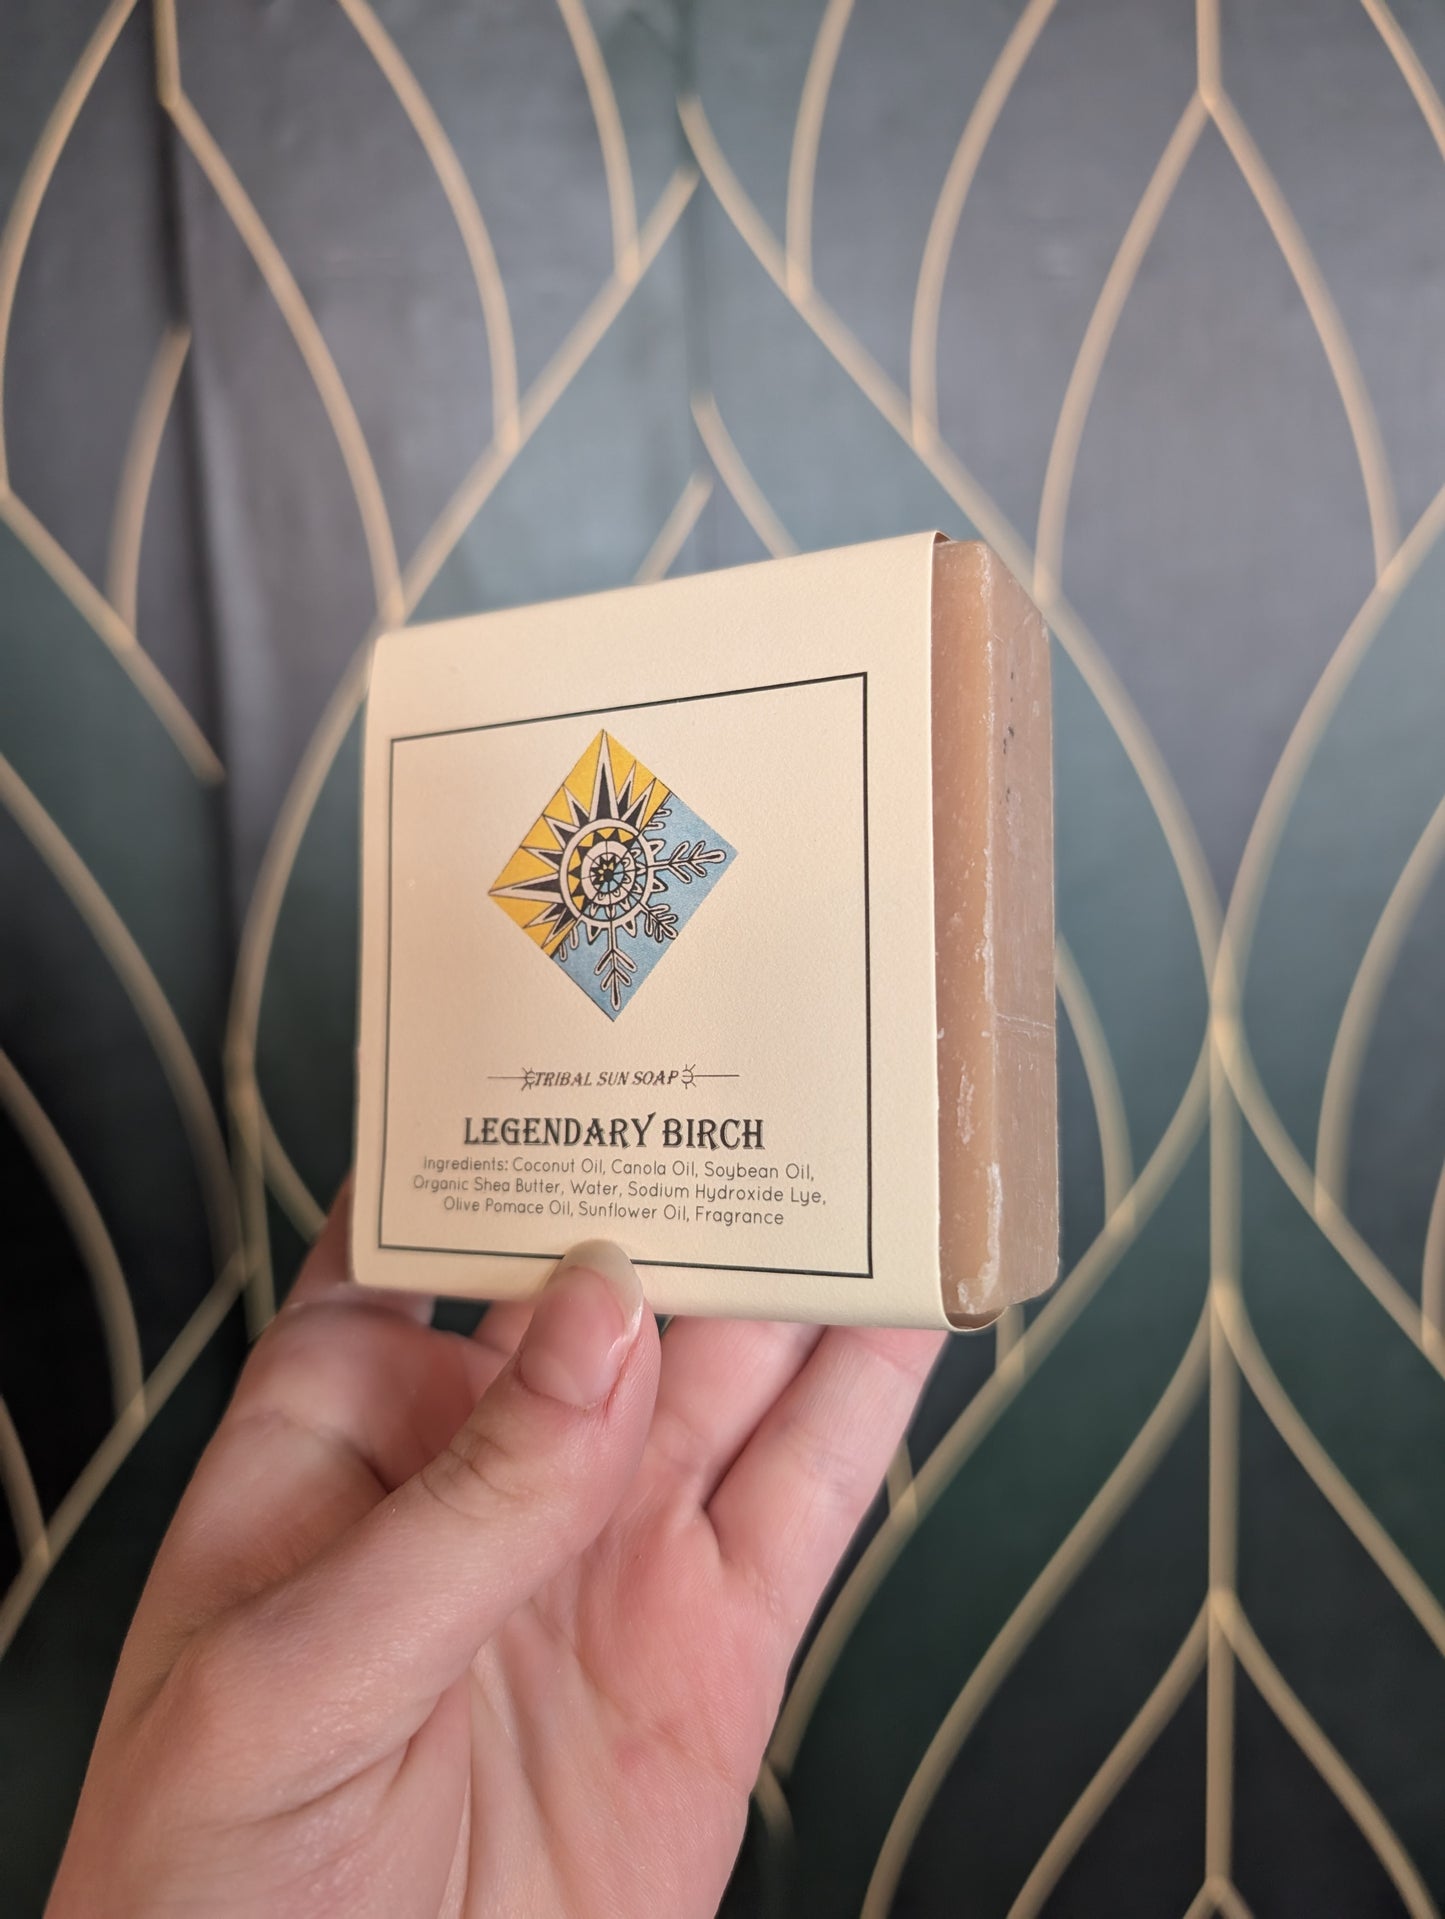 TRIBAL SUN SOAP
LEGENDARY BIRCH
Ingredients: Coconut Oil, Canola Oil, Soybean Oil,
Organic Shea Butter, Water, Sodium Hydroxide Lye,
Olive Pomace Oil, Sunflower Oil, Fragrance